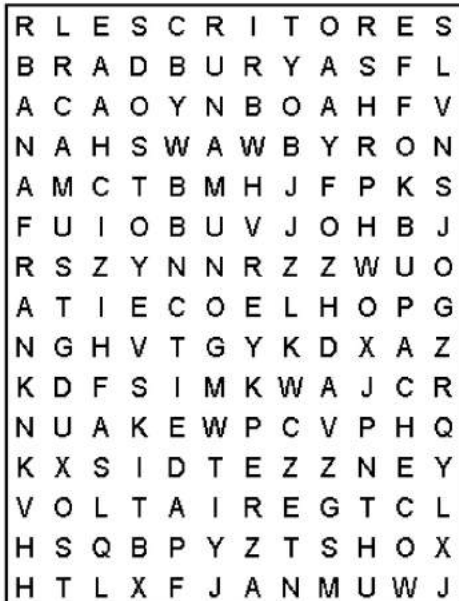 R L E S C R I T O R E S
B R A D B U R Y A S F L
A C A O Y N B O A H F V
N A H S W A W B Y R O N
A M C T B M H J F P K S
F U I O B U V J O H B J
R S Z Y N N R Z Z W U O
A T I E C O E L H O P G
N G H V T G Y K D X A Z
K D F S I M K W A J C R
N U A K E W P C V P H Q
K X S I D T E Z Z N E Y
V O L T A I R E G T C L
H S Q B P Y Z T S H O X
H T L X F J A N M U W J